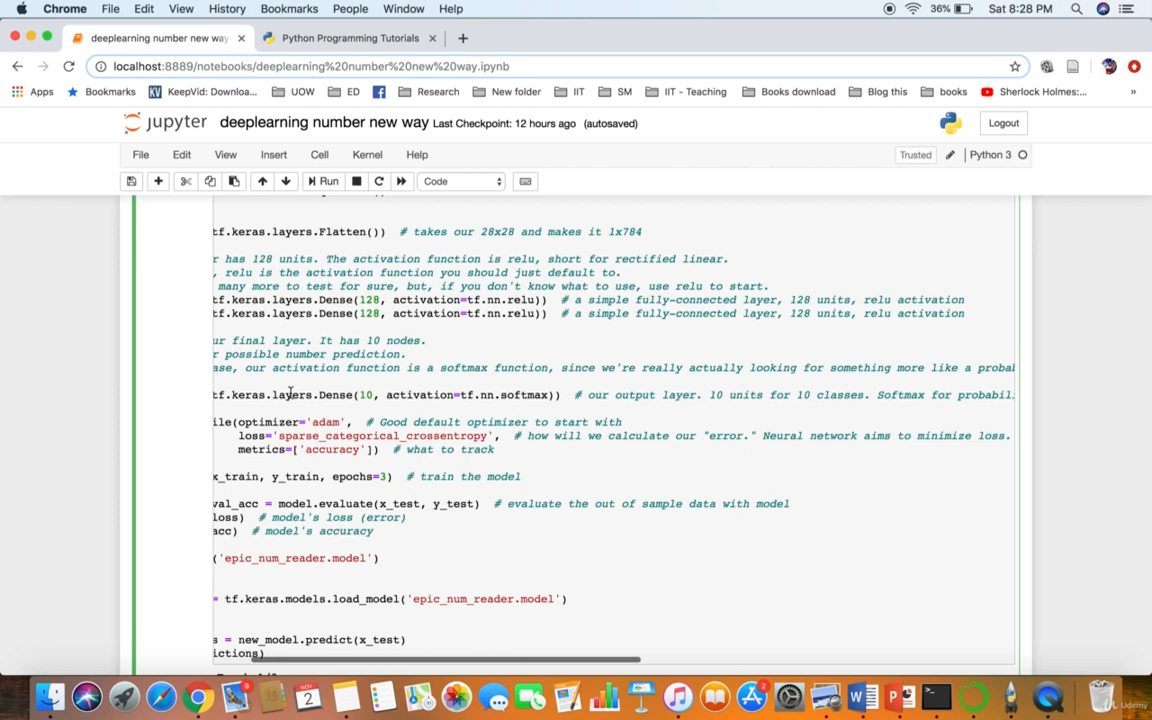 Chrome File Edit View History Bookmarks People Window Help 36% Sat 8:28 PM
deeplearning number new way Python Programming Tutorials
localhost:8889/notebooks/deeplearning%20number%20new%20way.ipynb
Apps Bookmarks KeepVid: Downloa... UOW ED Research New folder IIT SM IIT - Teaching Books download Blog this books Sherlock Holmes:... »
jupyter deeplearning number new way Last Checkpoint: 12 hours ago (autosaved) Logout
File Edit View Insert Cell Kernel Help Trusted Python 3
Run Code
tf.keras.layers.Flatten()) # takes our 28x28 and makes it 1x784
r has 128 units. The activation function is relu, short for rectified linear.
, relu is the activation function you should just default to.
many more to test for sure, but, if you don't know what to use, use relu to start.
tf.keras.layers.Dense(128, activation=tf.nn.relu)) # a simple fully-connected layer, 128 units, relu activation
tf.keras.layers.Dense(128, activation=tf.nn.relu)) # a simple fully-connected layer, 128 units, relu activation
ur final layer. It has 10 nodes.
r possible number prediction.
ase, our activation function is a softmax function, since we're really actually looking for something more like a probal
tf.keras.layers.Dense(10, activation=tf.nn.softmax)) # our output layer. 10 units for 10 classes. Softmax for probabili
ile(optimizer='adam', # Good default optimizer to start with
loss='sparse_categorical_crossentropy', # how will we calculate our "error." Neural network aims to minimize loss.
metrics=['accuracy']) # what to track
x_train, y_train, epochs=3) # train the model
val_acc = model.evaluate(x_test, y_test) # evaluate the out of sample data with model
loss) # model's loss (error)
acc) # model's accuracy
('epic_num_reader.model')
= tf.keras.models.load_model('epic_num_reader.model')
s = new_model.predict(x_test)
ictions)
9 NOV 2 2
Udemy